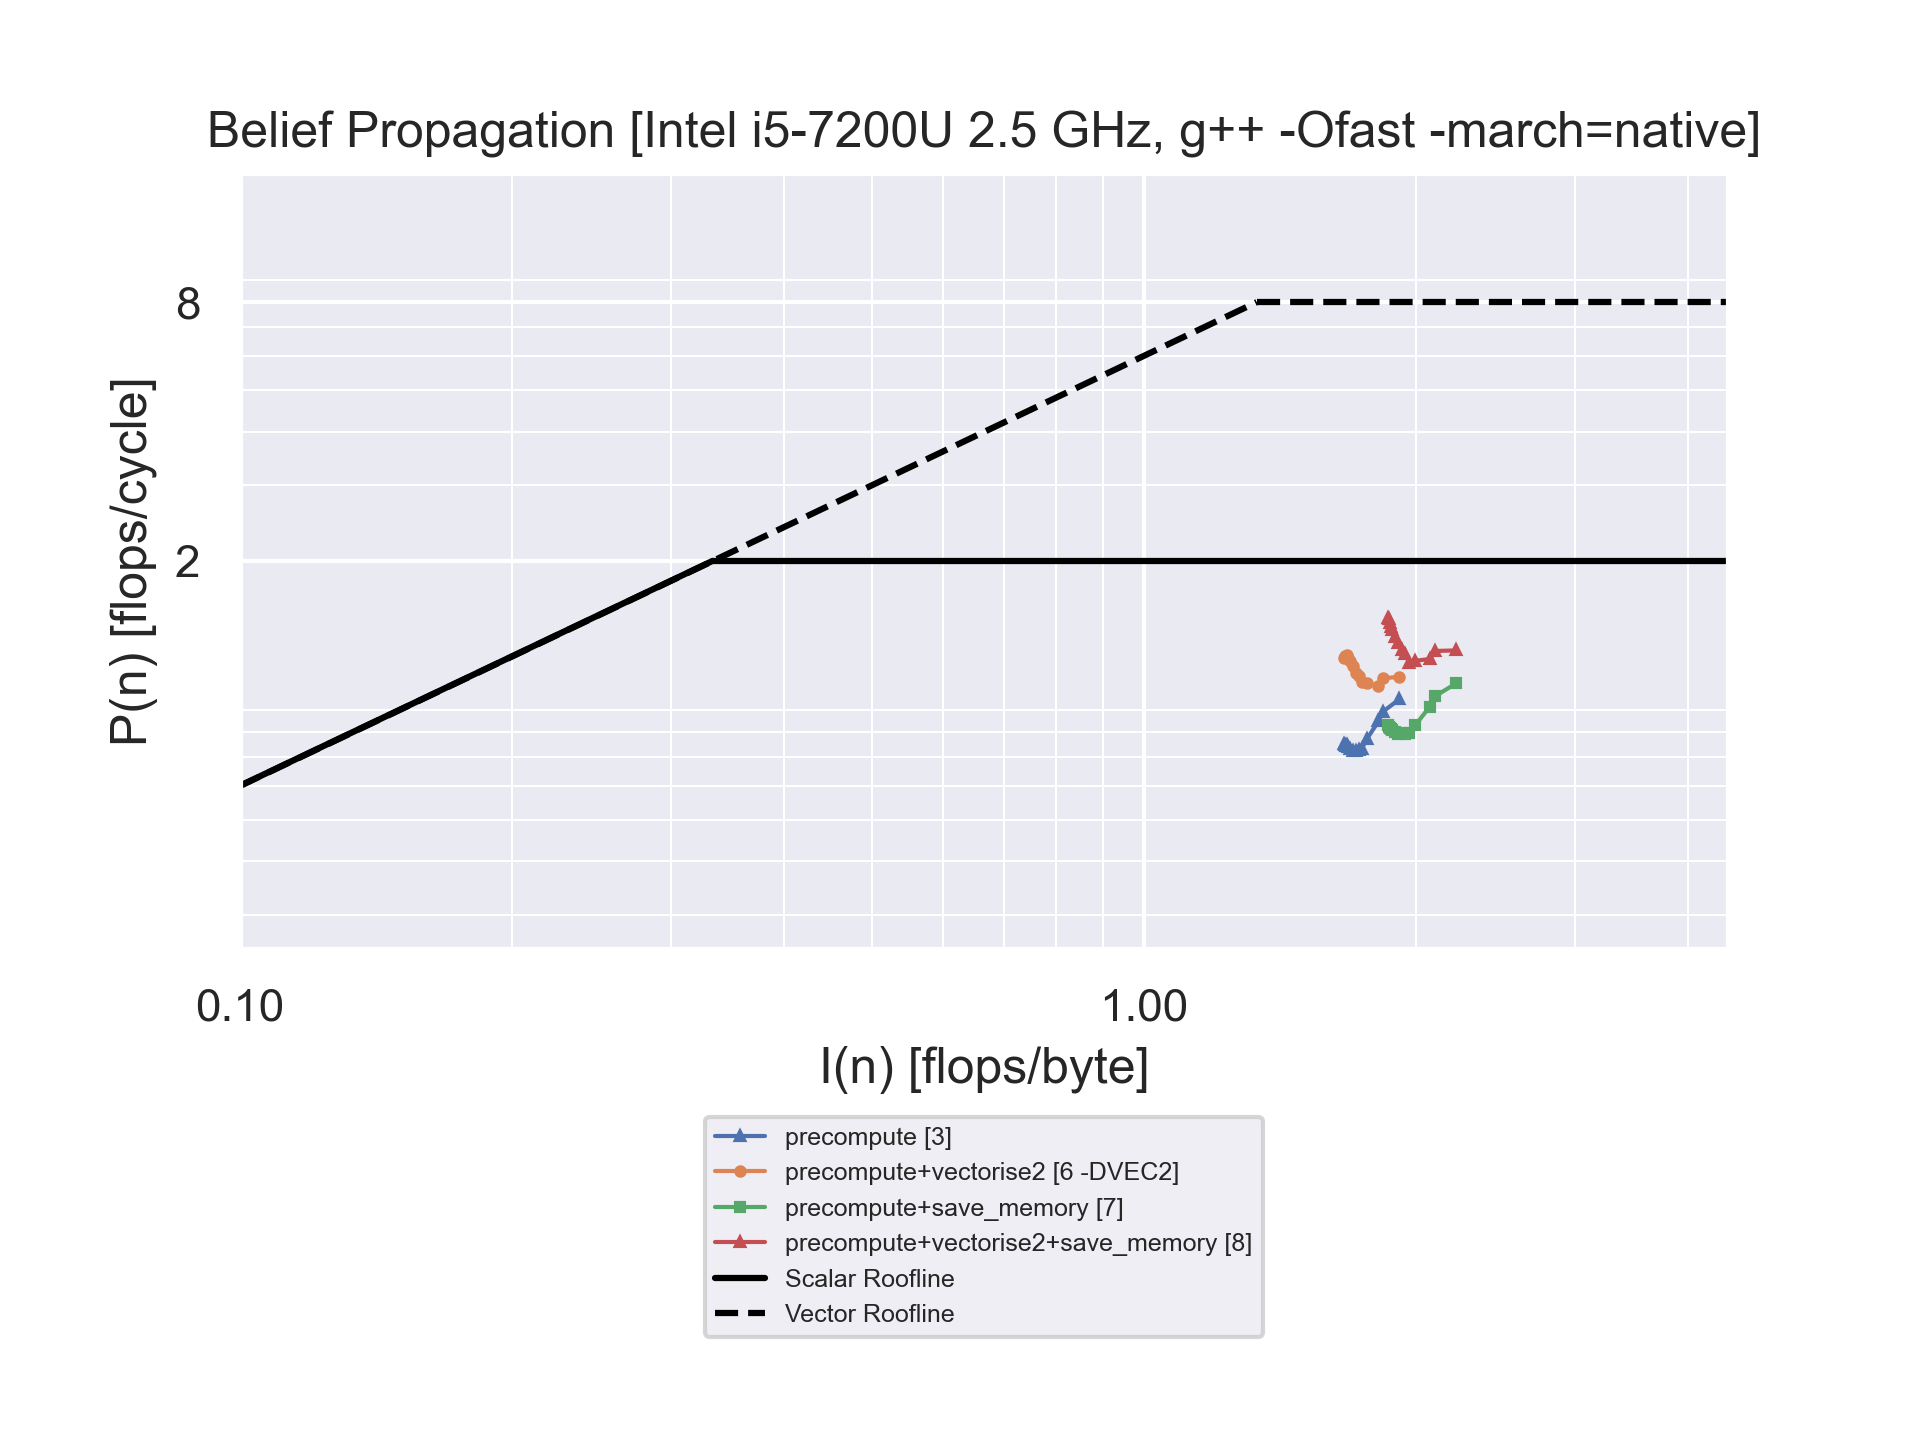 Belief Propagation [Intel i5-7200U 2.5 GHz, g++ -Ofast -march=native]
8
2
P(n) [flops/cycle]
0.10
1.00
I(n) [flops/byte]
precompute [3]
precompute+vectorise2 [6 -DVEC2]
precompute+save_memory [7]
precompute+vectorise2+save_memory [8]
Scalar Roofline
Vector Roofline